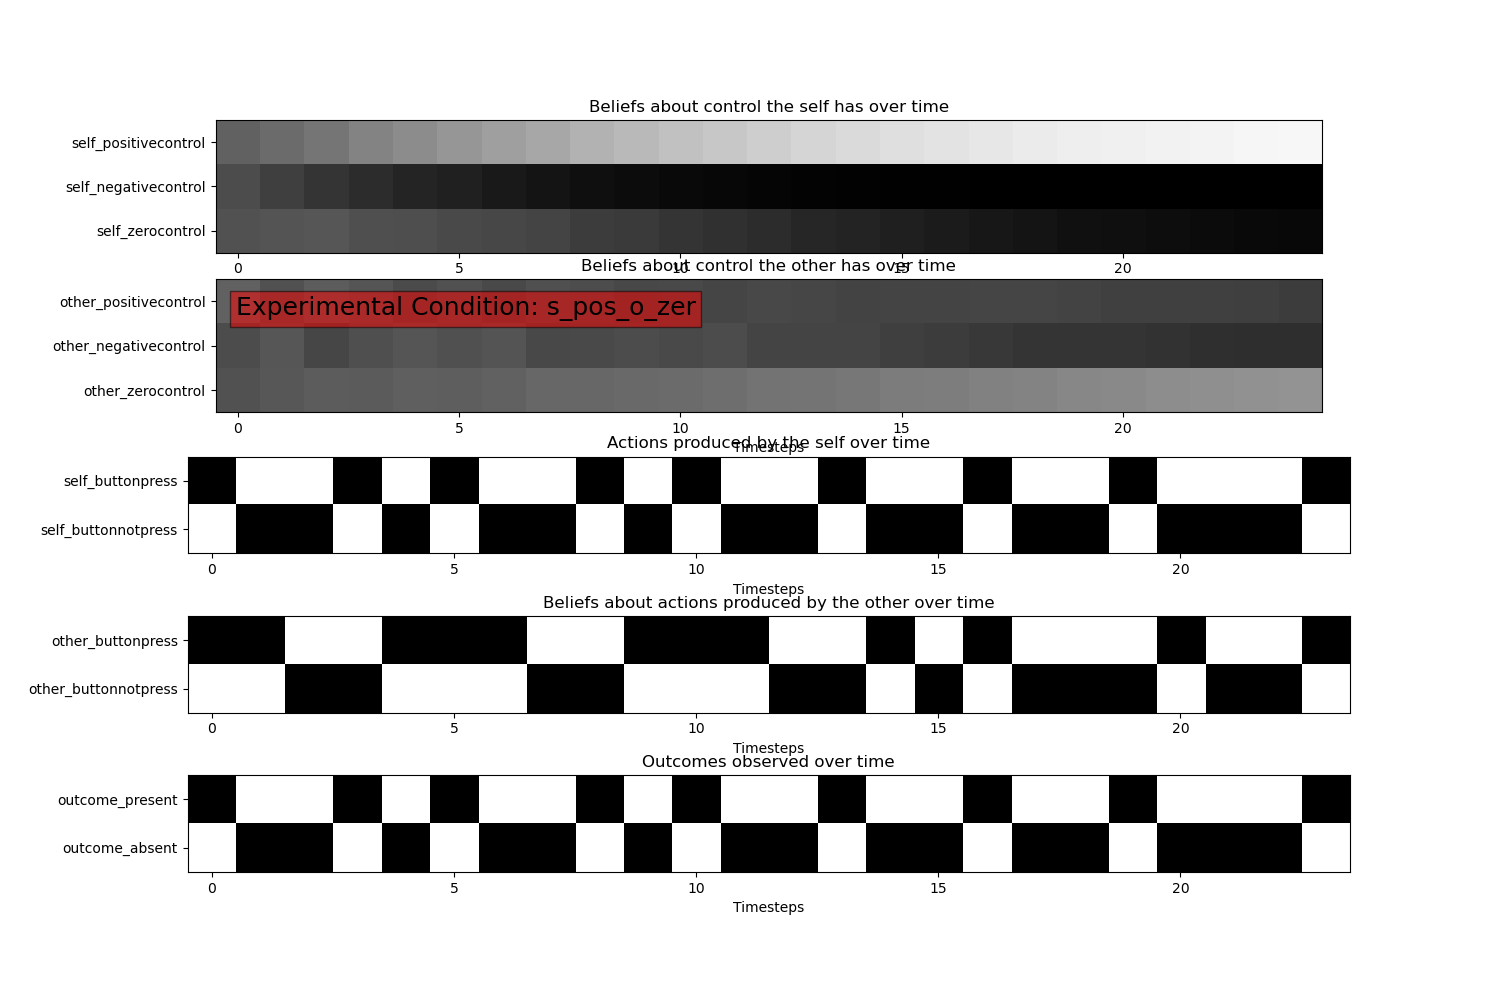 Beliefs about control the self has over time
self_positivecontrol
self_negativecontrol
self_zerocontrol
0 5 10 15 20
Beliefs about control the other has over time
other_positivecontrol
Experimental Condition: s_pos_o_zer
other_negativecontrol
other_zerocontrol
0 5 10 15 20
Timesteps
Actions produced by the self over time
self_buttonpress
self_buttonnotpress
0 5 10 15 20
Timesteps
Beliefs about actions produced by the other over time
other_buttonpress
other_buttonnotpress
0 5 10 15 20
Timesteps
Outcomes observed over time
outcome_present
outcome_absent
0 5 10 15 20
Timesteps